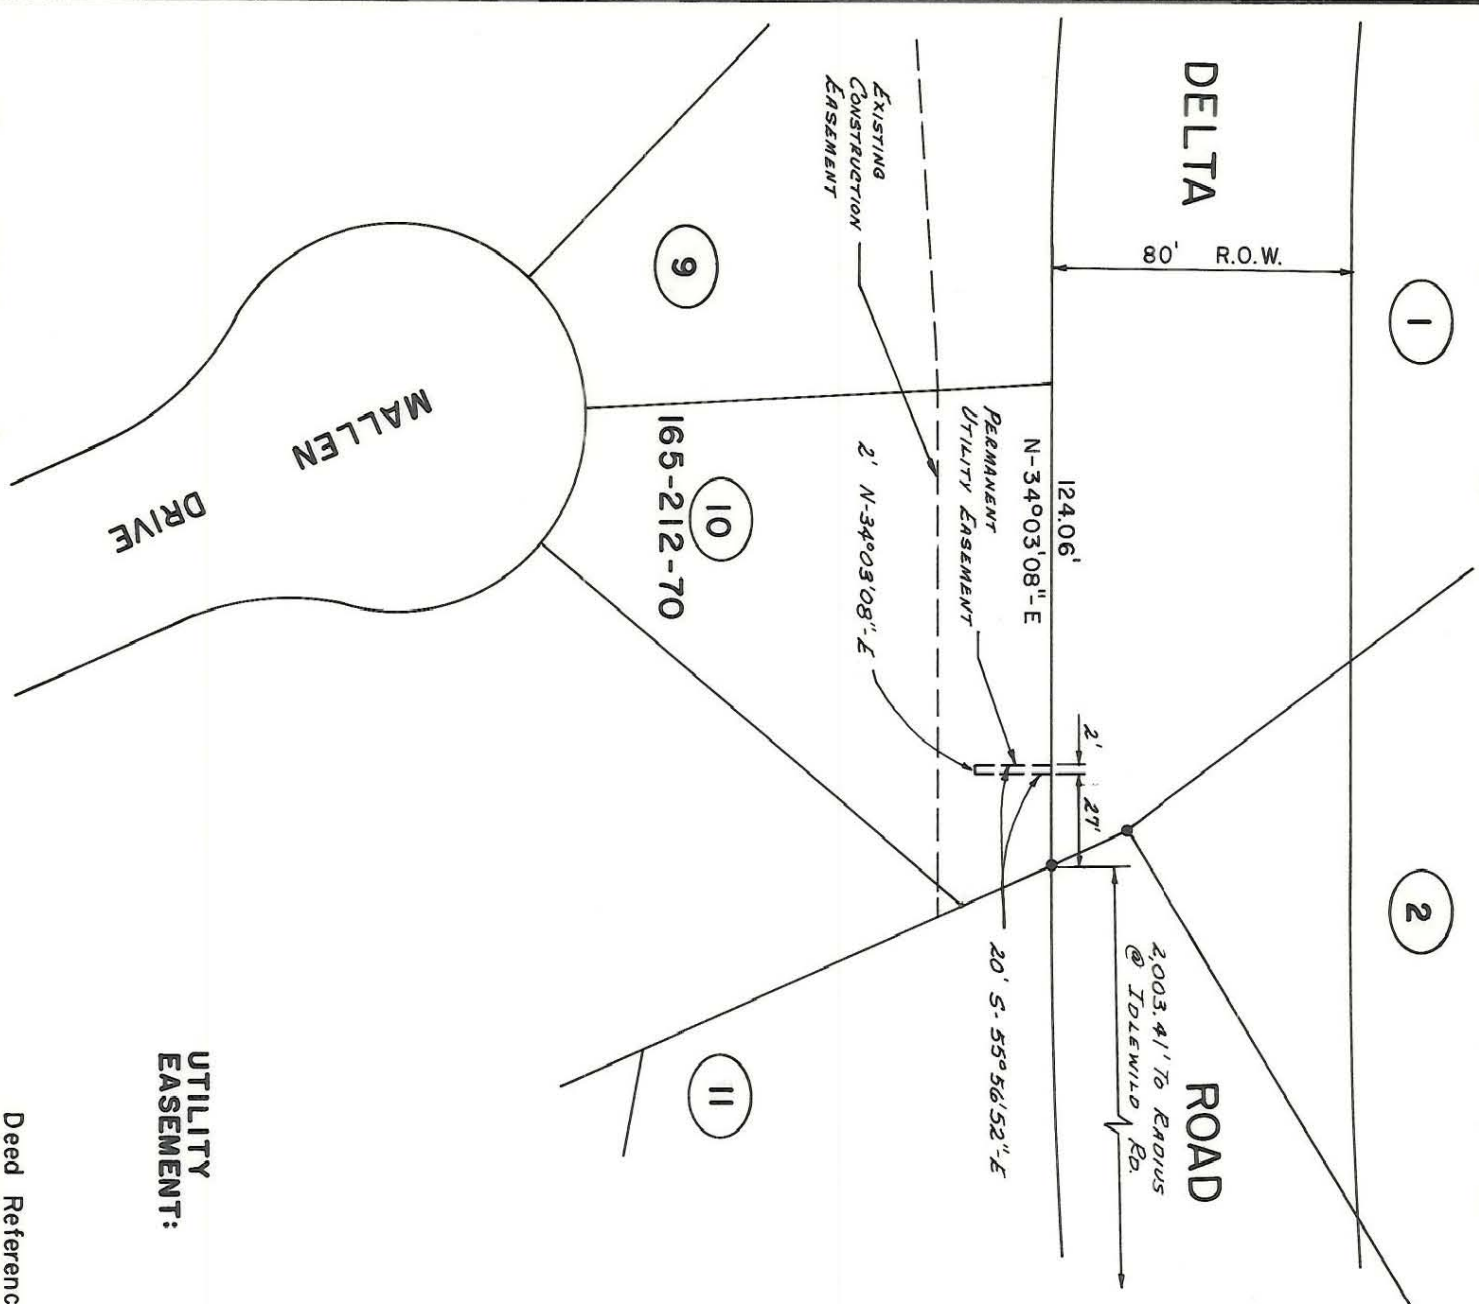 1
2
DELTA
ROAD
80' R.O.W.
2,003.41' TO RADIUS
@ IDLEWILD RD.
2'
27'
124.06'
N-34°03'08"-E
PERMANENT
UTILITY EASEMENT
20' S-55°56'52"-E
2' N-34°03'08"-E
EXISTING
CONSTRUCTION
EASEMENT
9
10
165-212-70
11
MALLEN
DRIVE
UTILITY
EASEMENT:
Deed Referenc